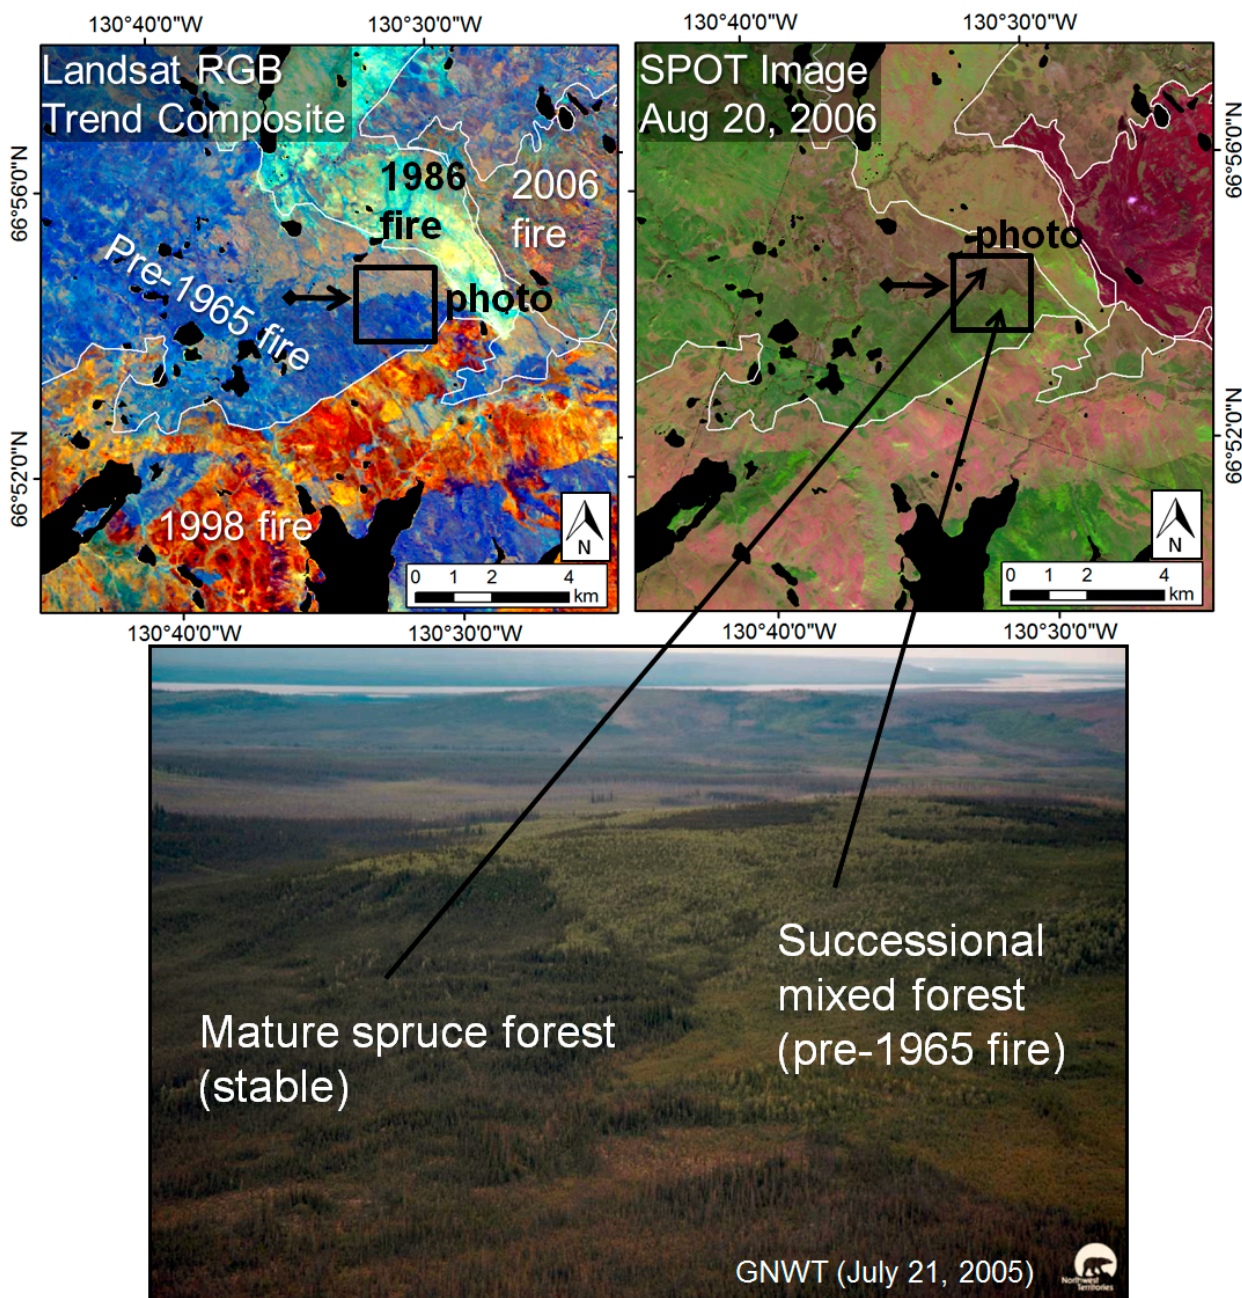 130°40'0"W
130°30'0"W
130°40'0"W
130°30'0"W
Landsat RGB
Trend Composite
SPOT Image
Aug 20, 2006
66°56'0"N
66°52'0"N
66°56'0"N
66°52'0"N
1986
fire
2006
fire
Pre-1965 fire
photo
1998 fire
photo
N
0 1 2 4
km
N
0 1 2 4
km
130°40'0"W
130°30'0"W
130°40'0"W
130°30'0"W
Mature spruce forest
(stable)
Successional
mixed forest
(pre-1965 fire)
GNWT (July 21, 2005)
Northwest
Territories